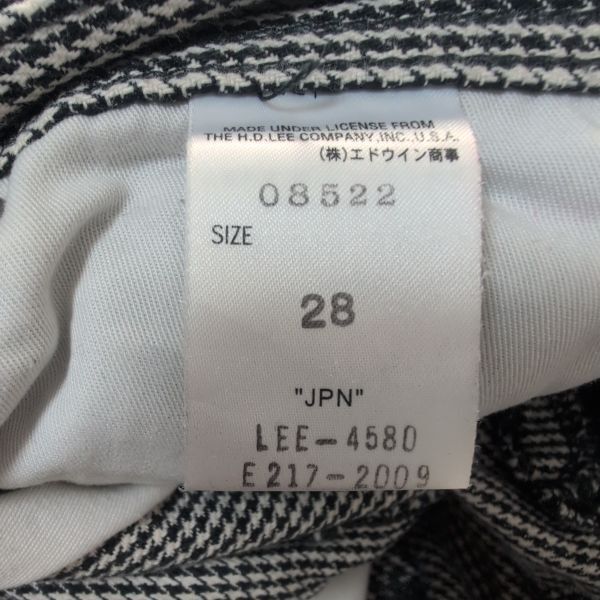 MADE UNDER LICENSE FROM
THE H.D.LEE COMPANY,INC.,U.S.A.
(株)エドウイン商事
08522
SIZE
28
"JPN"
LEE-4580
E217-2009